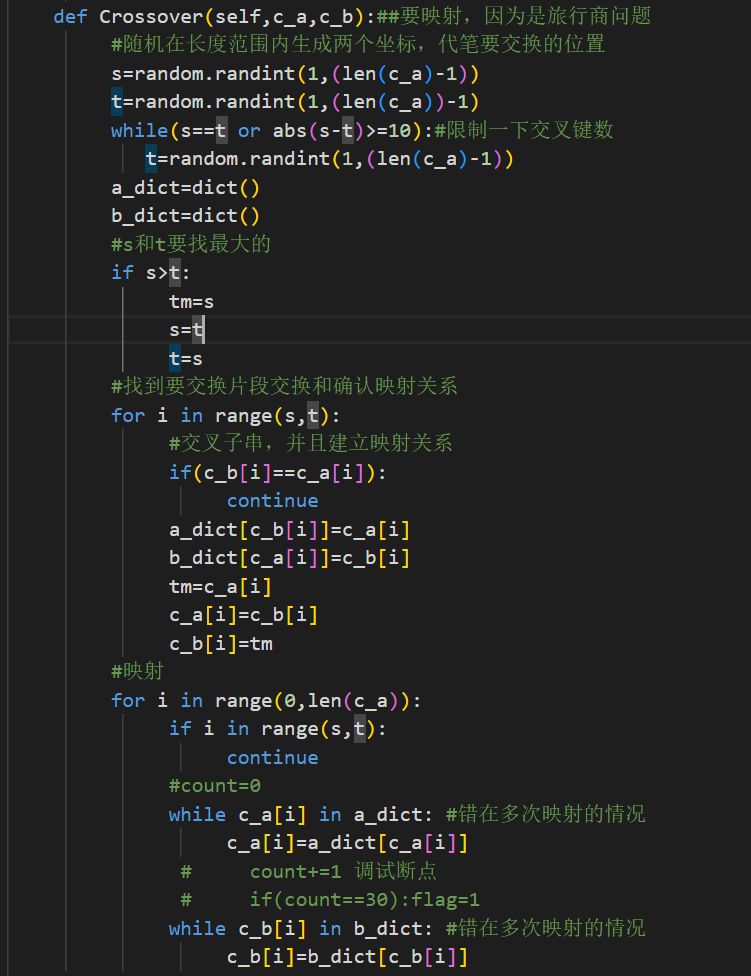 def Crossover(self,c_a,c_b):##要映射，因为是旅行商问题
#随机在长度范围内生成两个坐标，代笔要交换的位置
s=random.randint(1,(len(c_a)-1))
t=random.randint(1,(len(c_a))-1)
while(s==t or abs(s-t)>=10):#限制一下交叉键数
t=random.randint(1,(len(c_a)-1))
a_dict=dict()
b_dict=dict()
#s和t要找最大的
if s>t:
tm=s
s=t
t=s
#找到要交换片段交换和确认映射关系
for i in range(s,t):
#交叉子串，并且建立映射关系
if(c_b[i]==c_a[i]):
continue
a_dict[c_b[i]]=c_a[i]
b_dict[c_a[i]]=c_b[i]
tm=c_a[i]
c_a[i]=c_b[i]
c_b[i]=tm
#映射
for i in range(0,len(c_a)):
if i in range(s,t):
continue
#count=0
while c_a[i] in a_dict: #错在多次映射的情况
c_a[i]=a_dict[c_a[i]]
# count+=1 调试断点
# if(count==30):flag=1
while c_b[i] in b_dict: #错在多次映射的情况
c_b[i]=b_dict[c_b[i]]